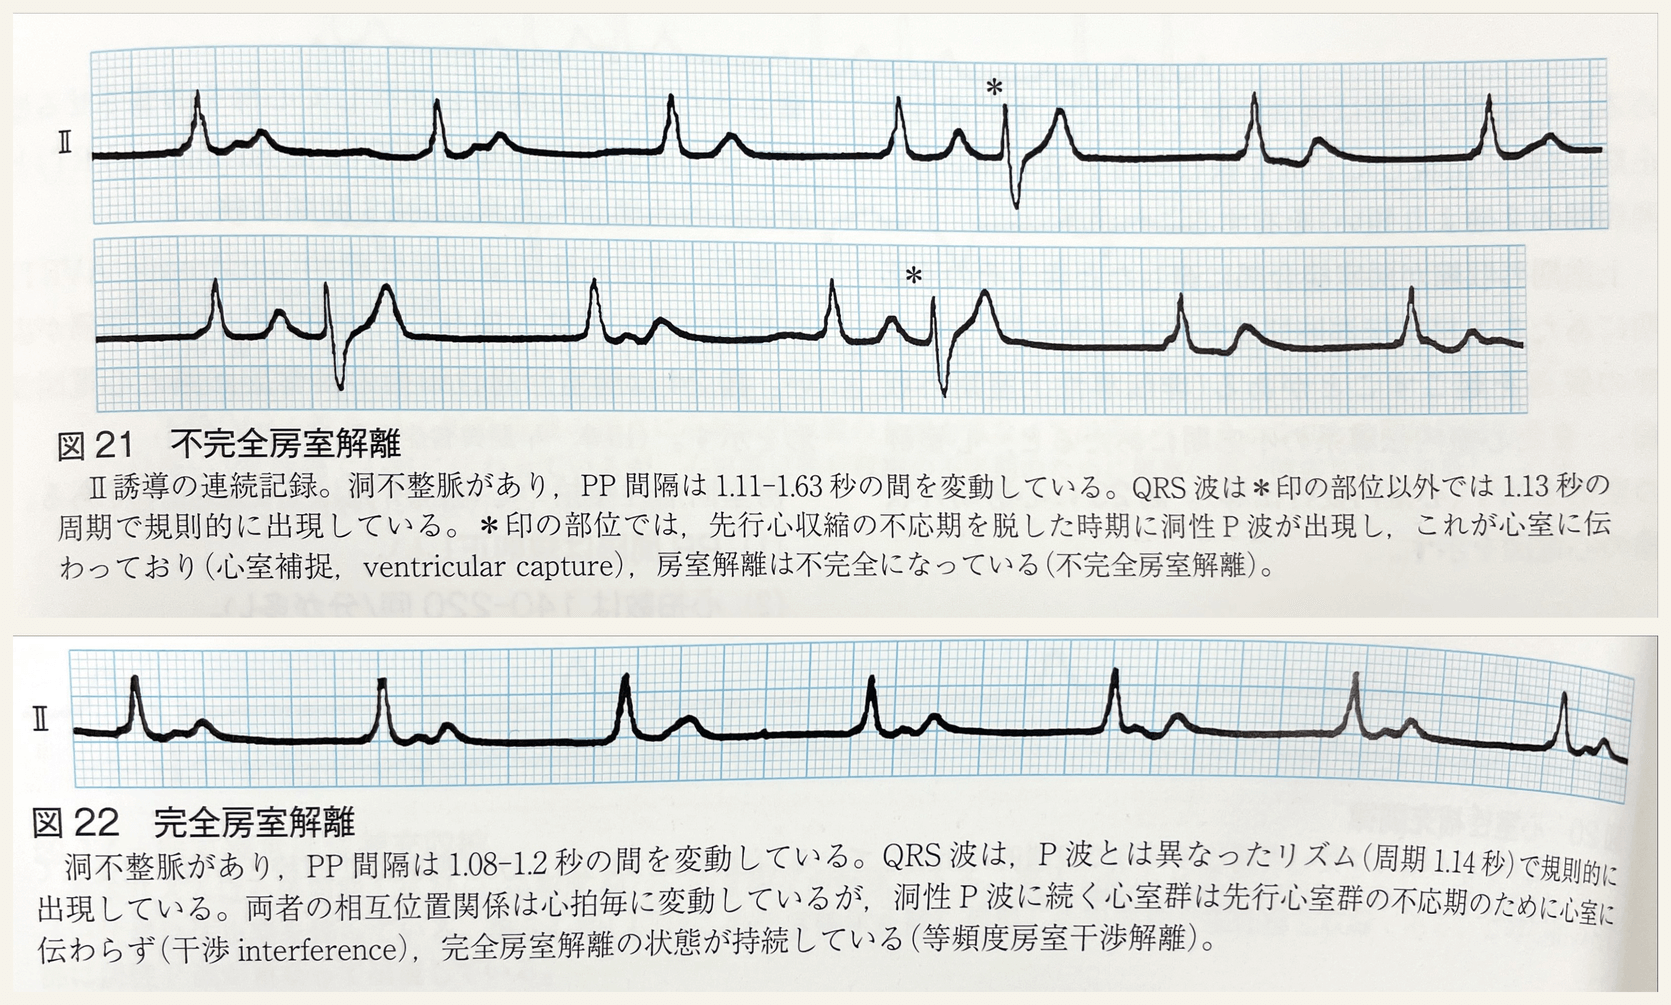 *
Ⅱ
*
図 21 不完全房室解離
Ⅱ誘導の連続記録。洞不整脈があり，PP 間隔は 1.11-1.63 秒の間を変動している。QRS 波は*印の部位以外では 1.13 秒の
周期で規則的に出現している。*印の部位では，先行心収縮の不応期を脱した時期に洞性 P 波が出現し，これが心室に伝
わっており(心室補捉，ventricular capture)，房室解離は不完全になっている(不完全房室解離)。
Ⅱ
図 22 完全房室解離
洞不整脈があり，PP 間隔は 1.08-1.2 秒の間を変動している。QRS 波は，P 波とは異なったリズム(周期 1.14 秒)で規則的に
出現している。両者の相互位置関係は心拍毎に変動しているが，洞性 P 波に続く心室群は先行心室群の不応期のために心室に
伝わらず(干渉 interference)，完全房室解離の状態が持続している(等頻度房室干渉解離)。